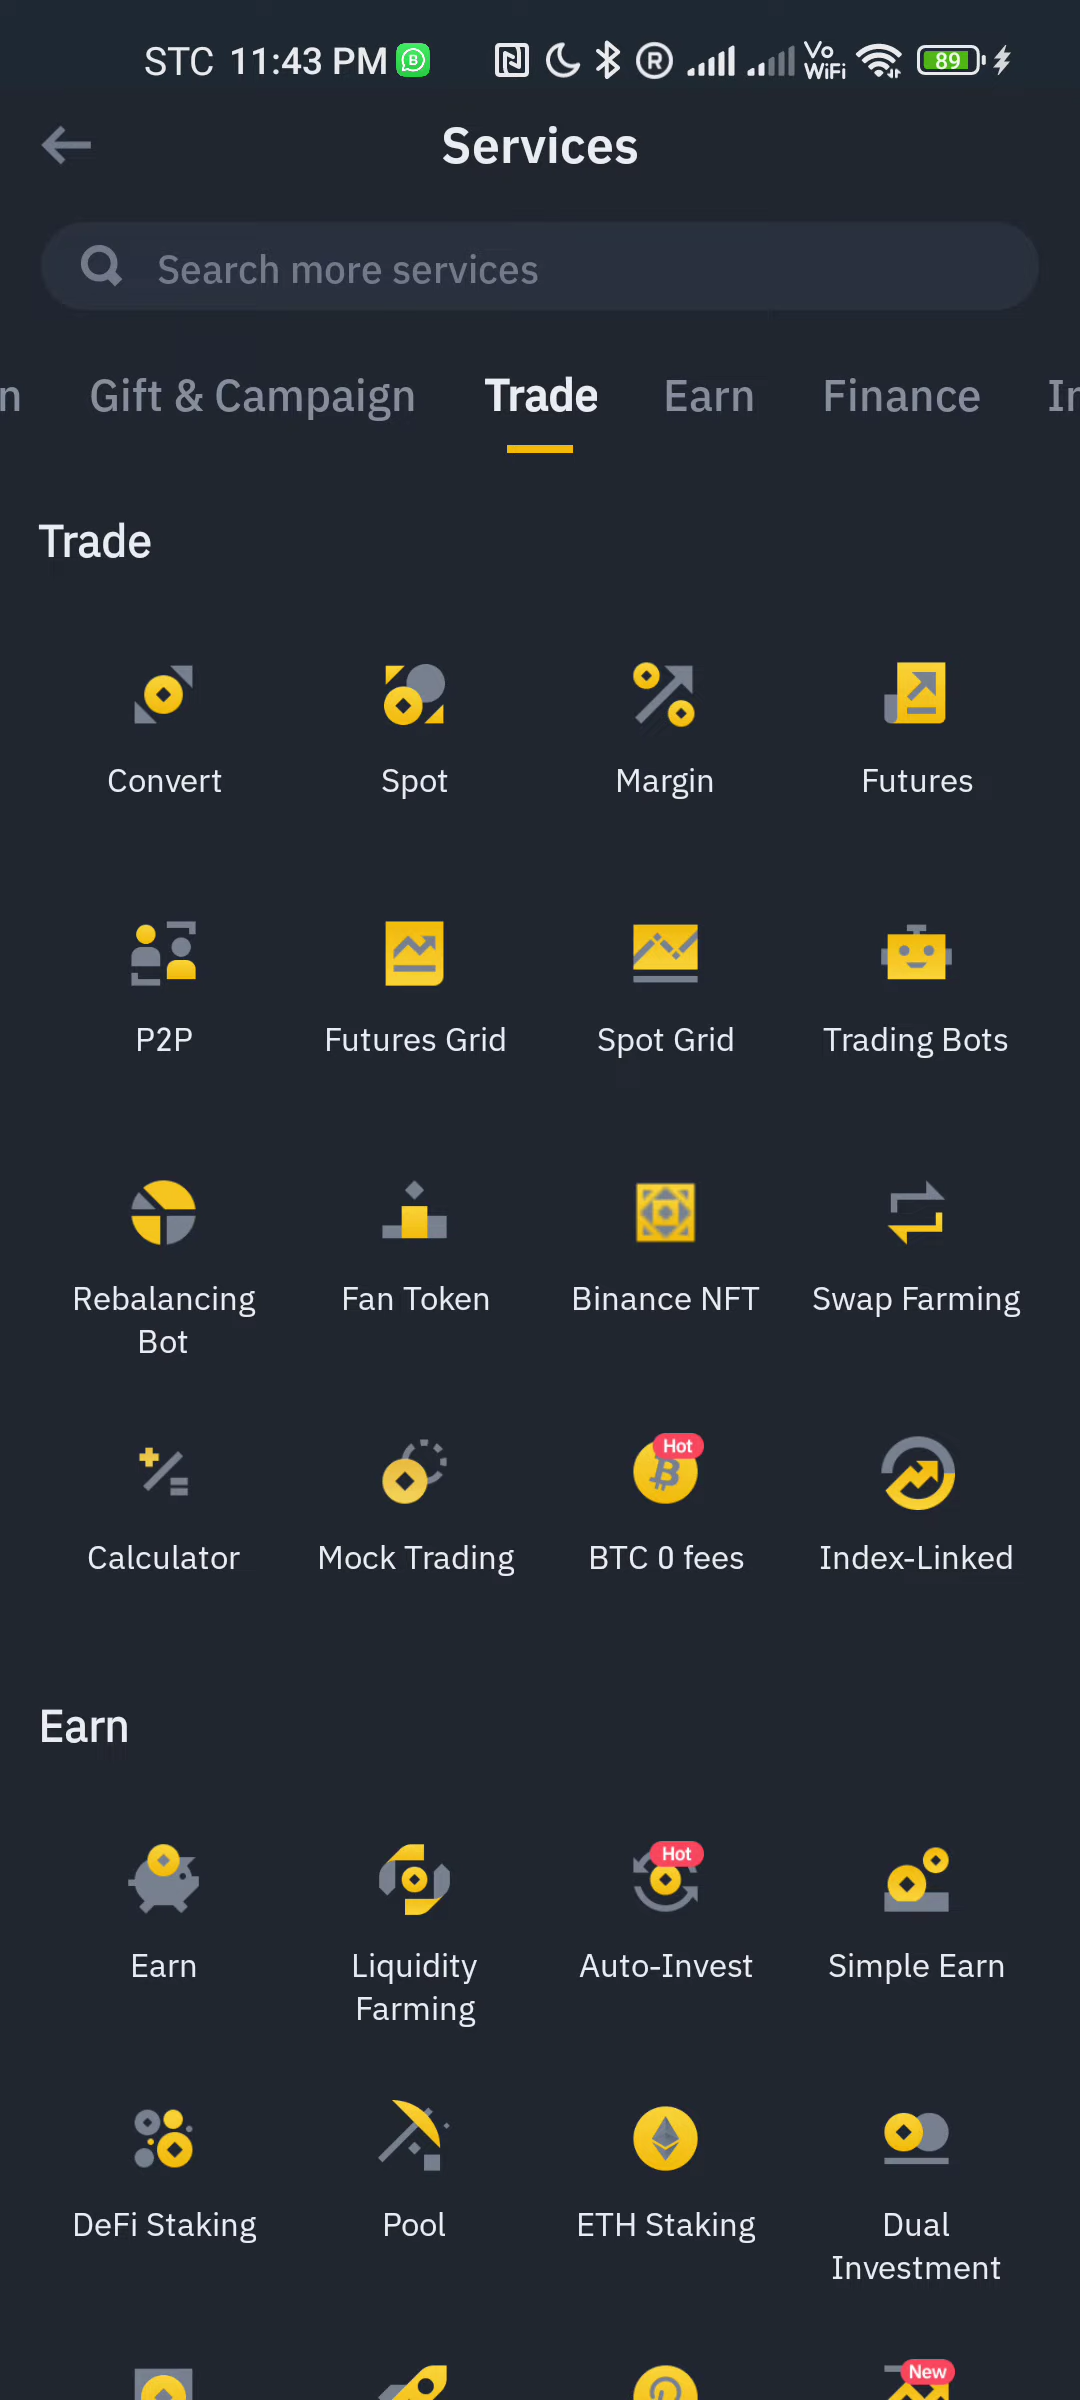 STC 11:43 PM
Vo
WiFi
89
Services
Search more services
n Gift & Campaign Trade Earn Finance In
Trade
Convert Spot Margin Futures
P2P Futures Grid Spot Grid Trading Bots
Rebalancing Bot Fan Token Binance NFT Swap Farming
Hot
Calculator Mock Trading BTC 0 fees Index-Linked
Earn
Hot
Earn Liquidity Farming Auto-Invest Simple Earn
DeFi Staking Pool ETH Staking Dual Investment
New